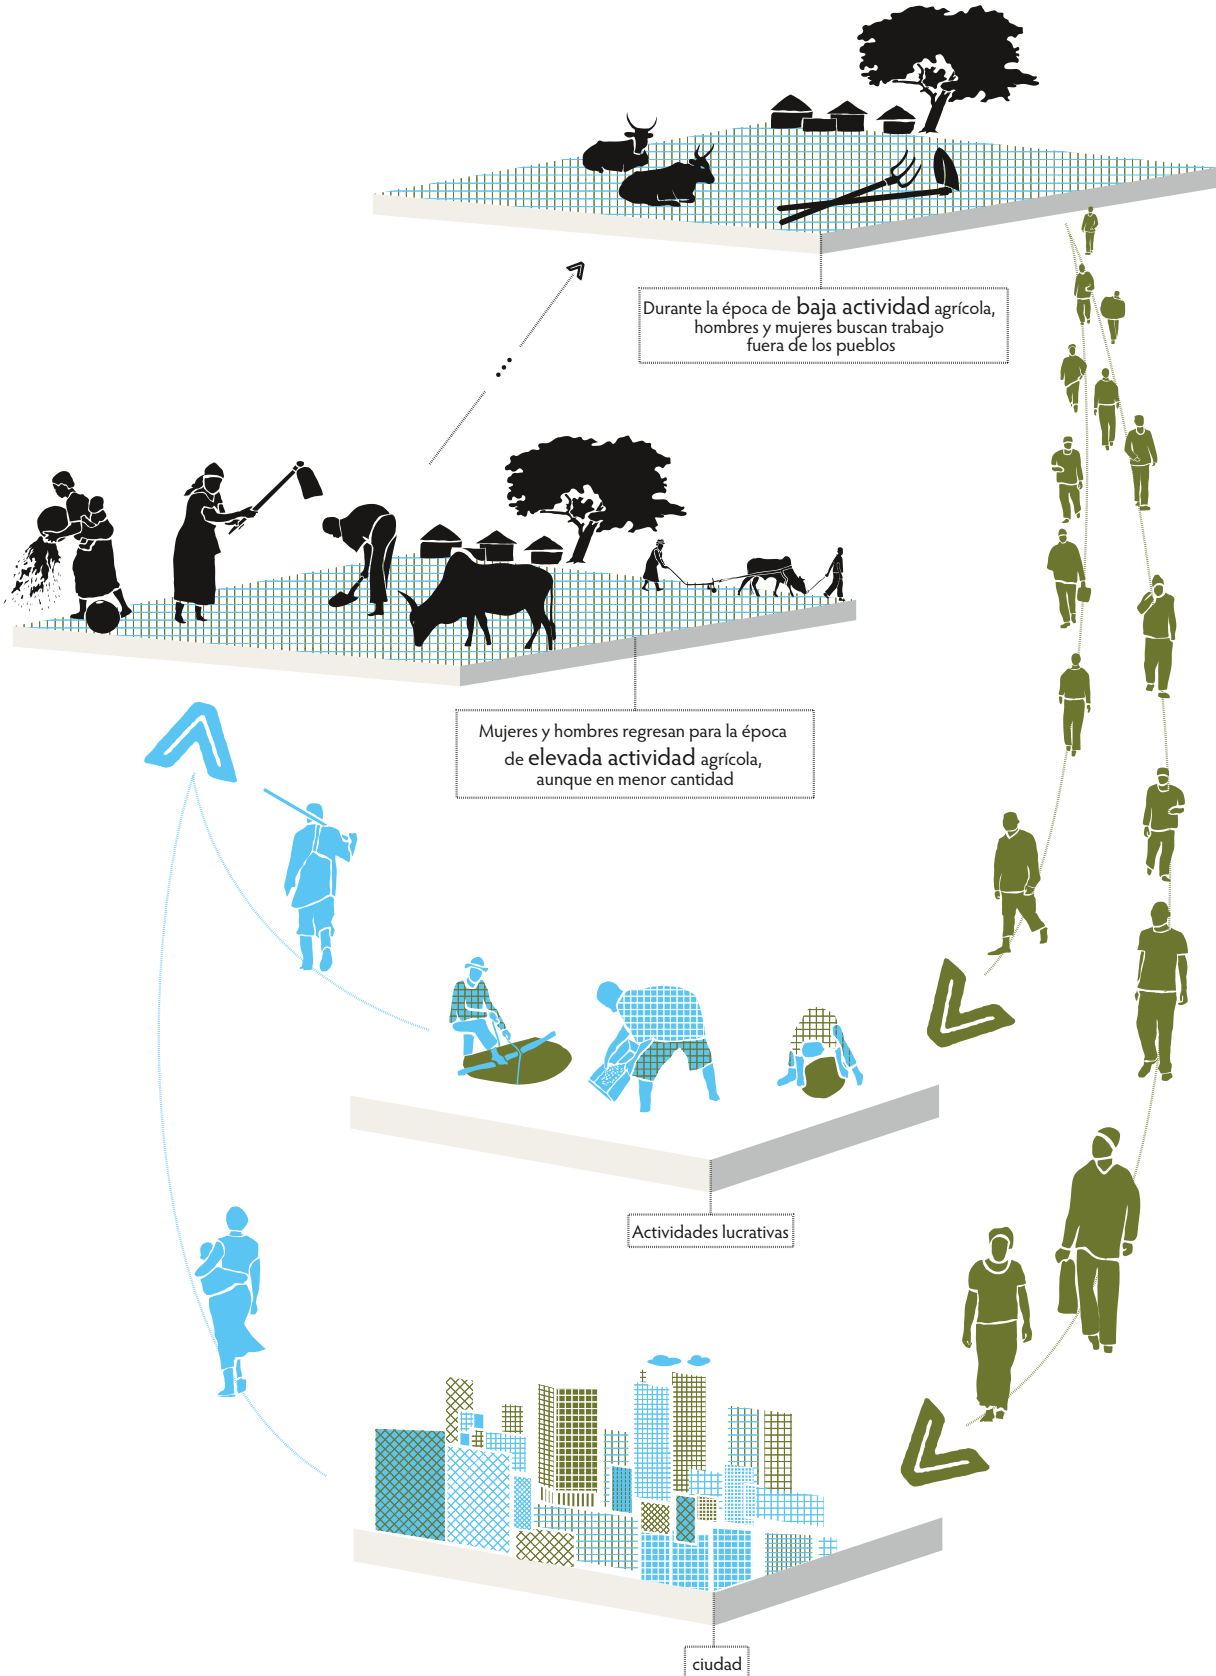 Durante la época de baja actividad agrícola,
hombres y mujeres buscan trabajo
fuera de los pueblos
Mujeres y hombres regresan para la época
de elevada actividad agrícola,
aunque en menor cantidad
Actividades lucrativas
ciudad